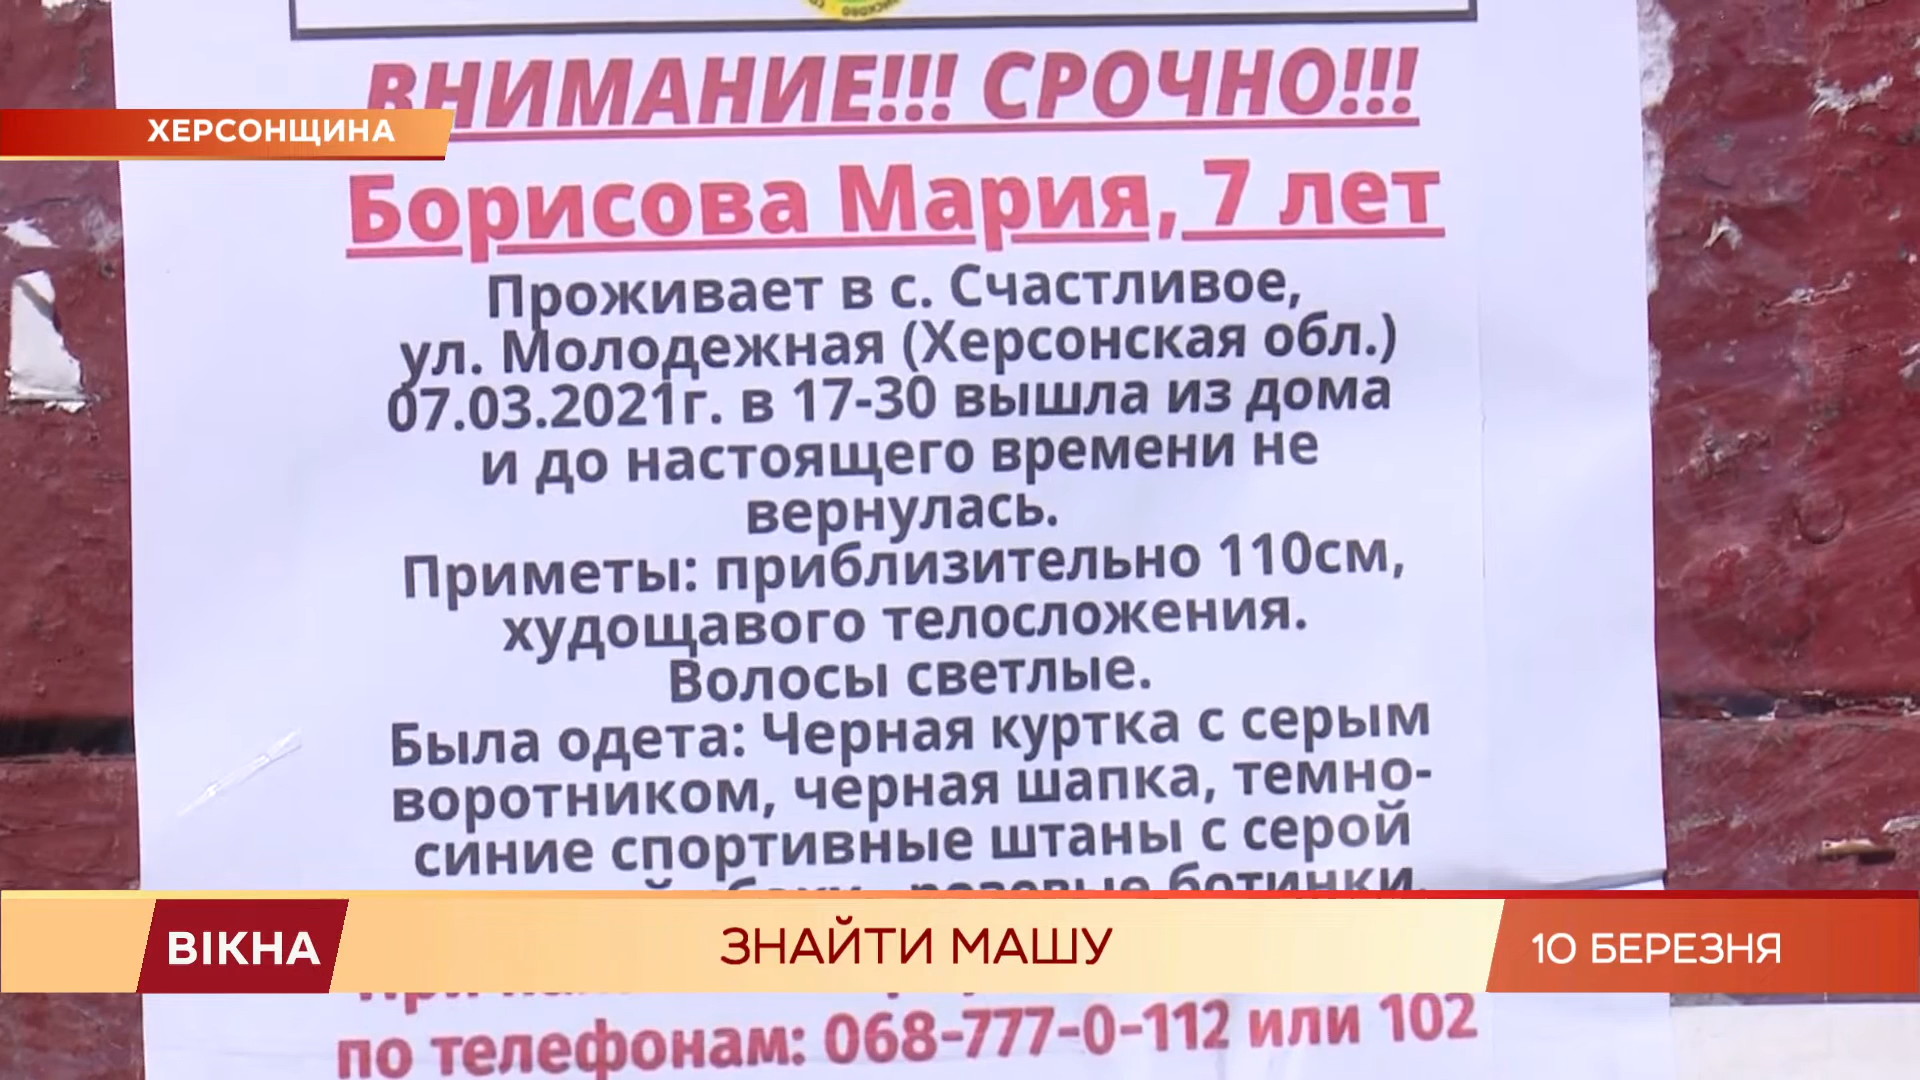 ВНИМАНИЕ!!! СРОЧНО!!!
ХЕРСОНЩИНА
Борисова Мария, 7 лет
Проживает в с. Счастливое,
ул. Молодежная (Херсонская обл.)
07.03.2021г. в 17-30 вышла из дома
и до настоящего времени не
вернулась.
Приметы: приблизительно 110см,
худощавого телосложения.
Волосы светлые.
Была одета: Черная куртка с серым
воротником, черная шапка, темно-
синие спортивные штаны с серой
розовые ботинки.
ВІКНА
ЗНАЙТИ МАШУ
10 БЕРЕЗНЯ
по телефонам: 068-777-0-112 или 102